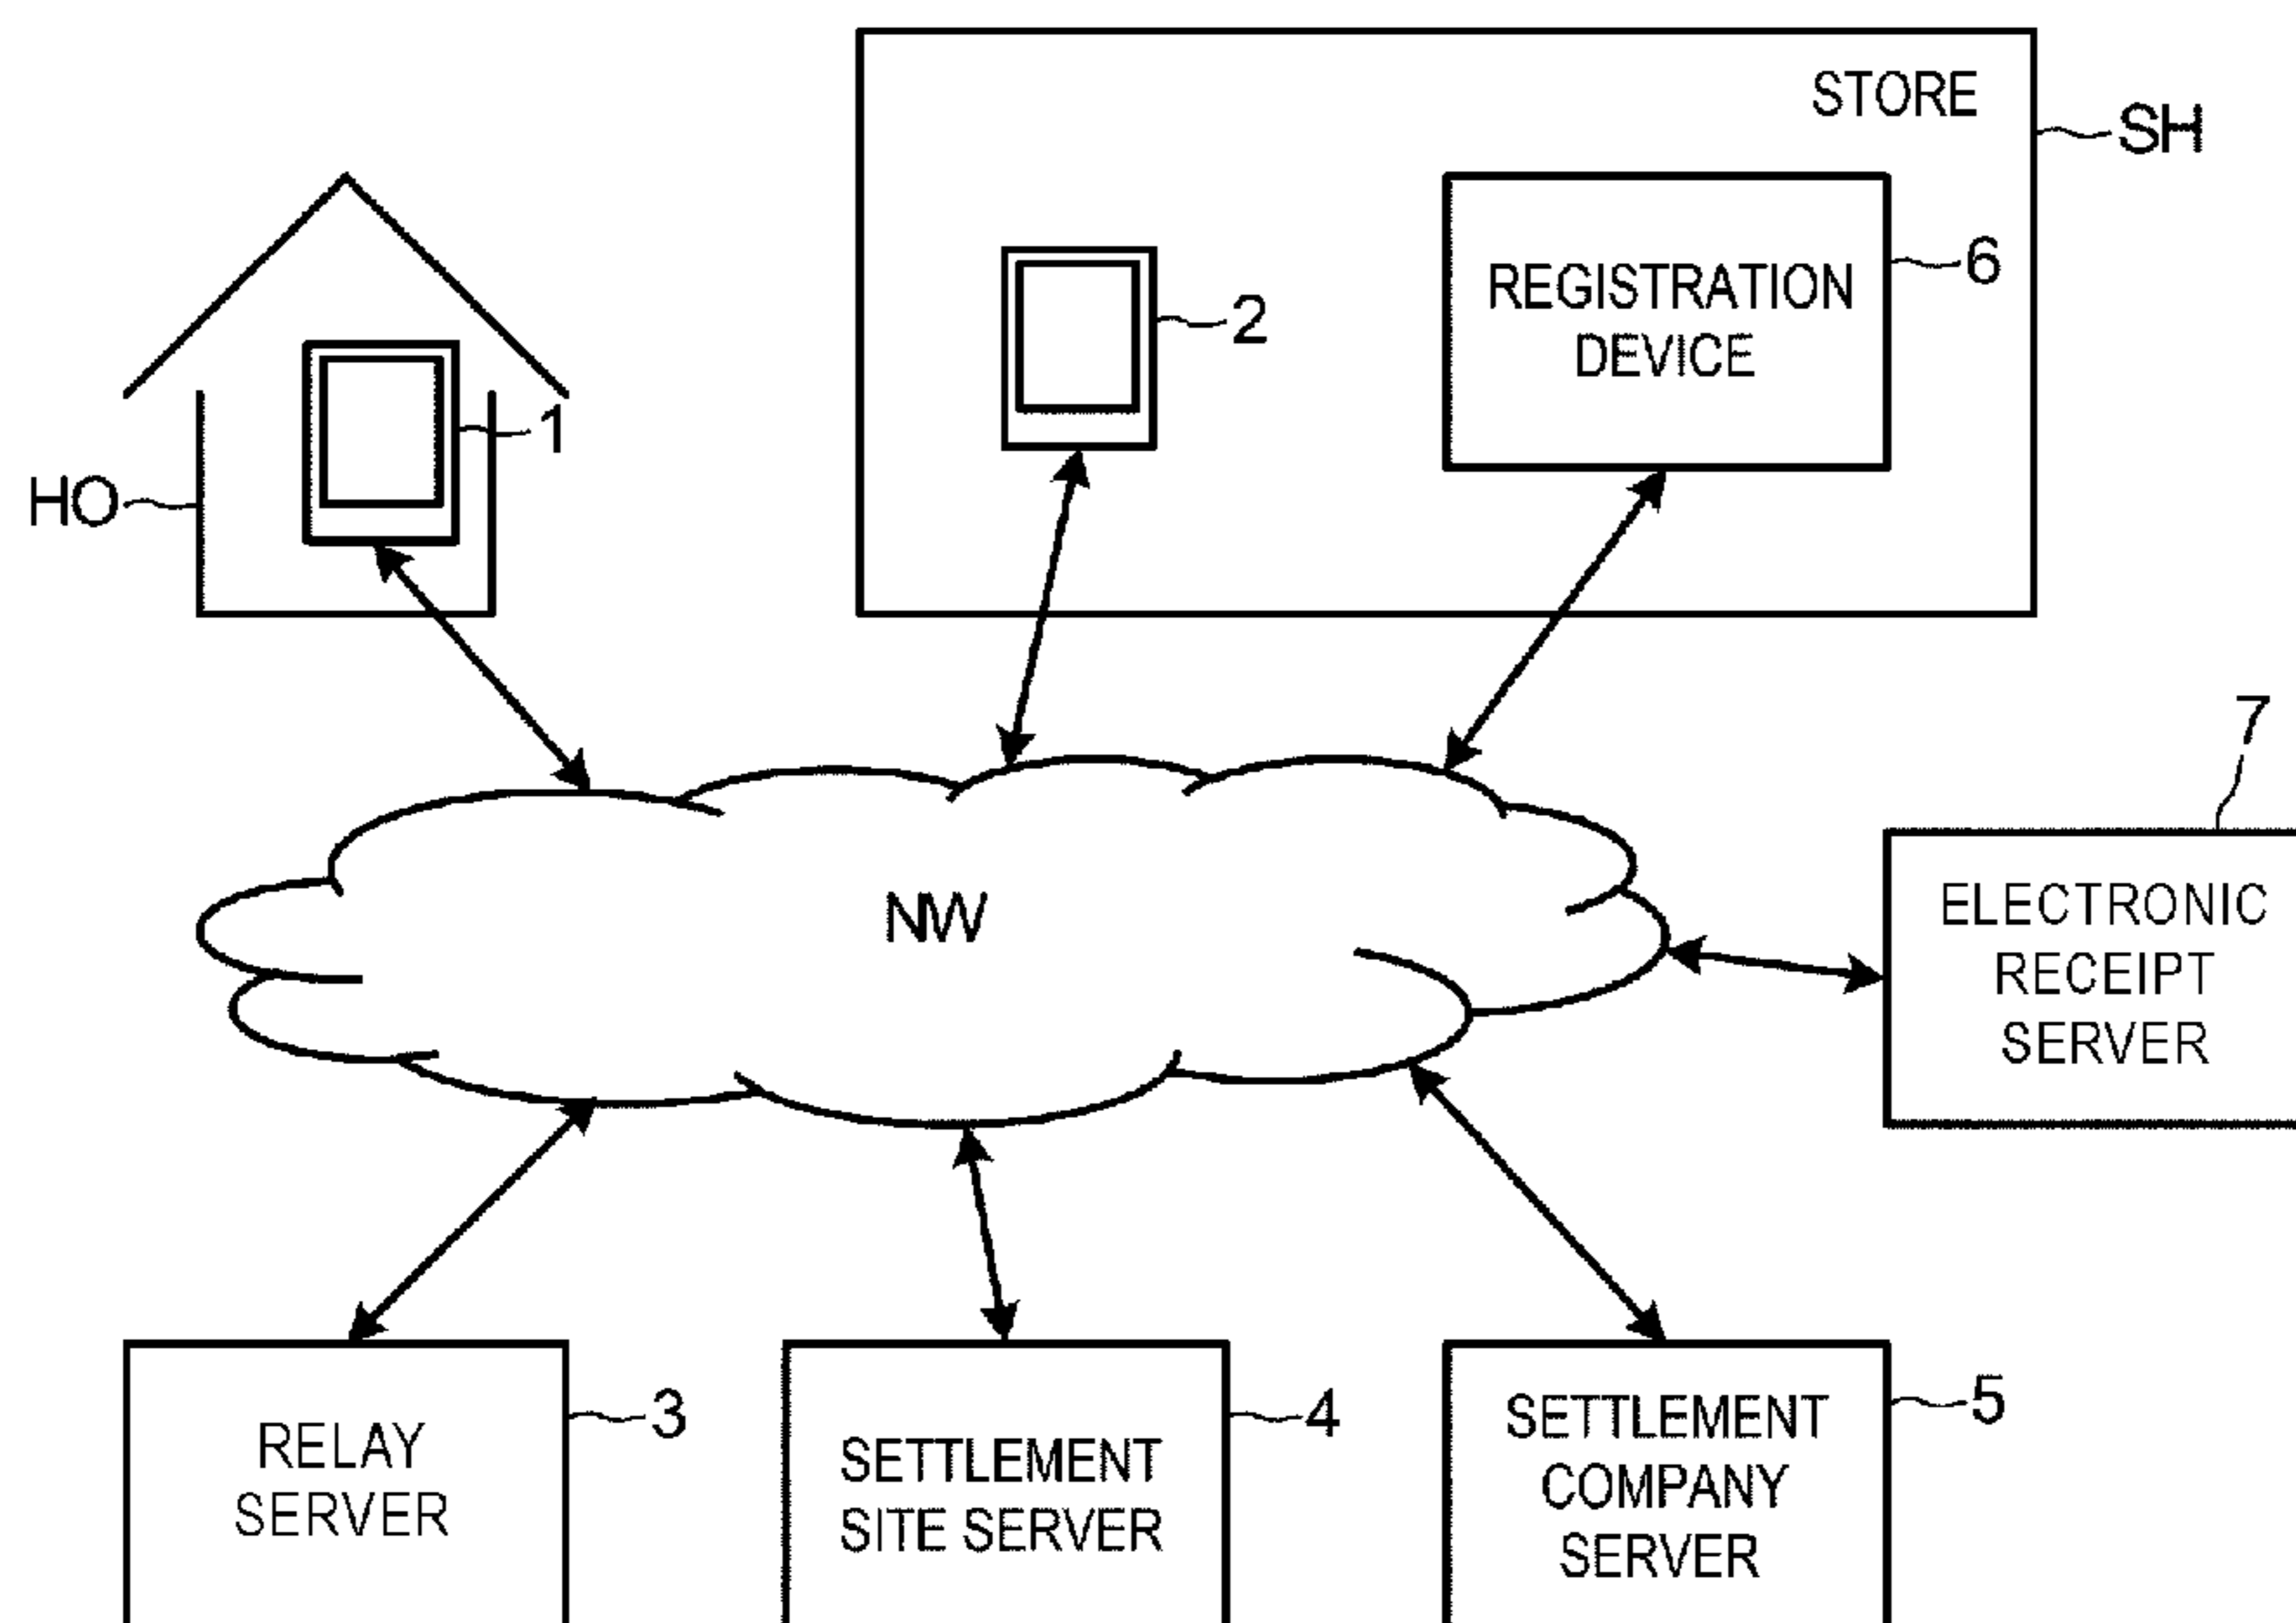 STORE
SH
REGISTRATION
DEVICE
6
2
1
HO
7
NW
ELECTRONIC
RECEIPT
SERVER
RELAY
SERVER
3
SETTLEMENT
SITE SERVER
4
SETTLEMENT
COMPANY
SERVER
5